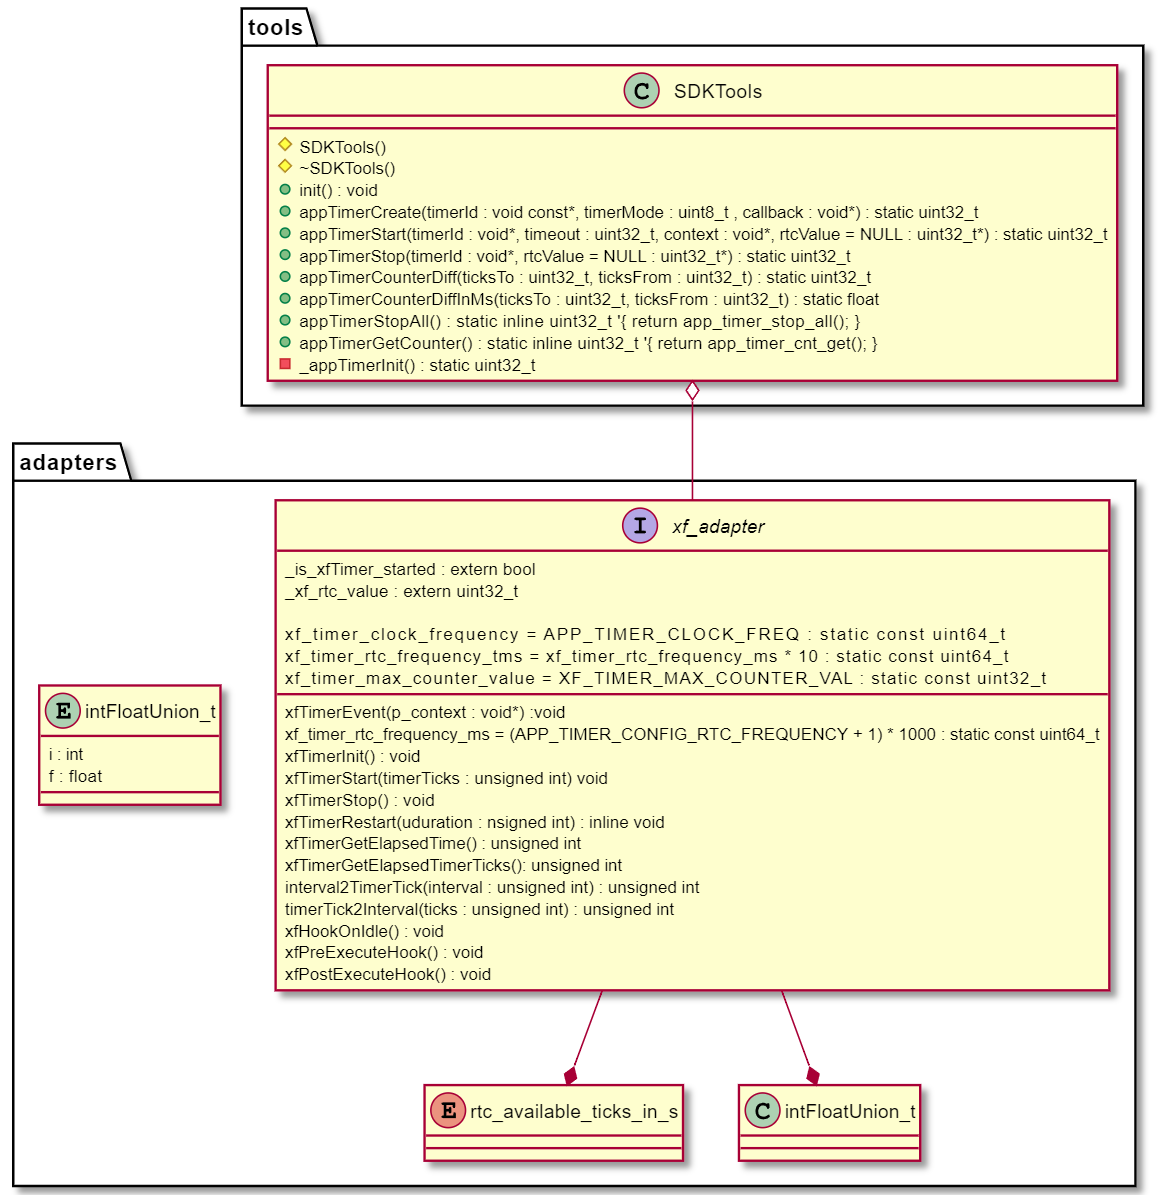 tools
C SDKTools
SDKTools()
~SDKTools()
init() : void
appTimerCreate(timerId : void const*, timerMode : uint8_t , callback : void*) : static uint32_t
appTimerStart(timerId : void*, timeout : uint32_t, context : void*, rtcValue = NULL : uint32_t*) : static uint32_t
appTimerStop(timerId : void*, rtcValue = NULL : uint32_t*) : static uint32_t
appTimerCounterDiff(ticksTo : uint32_t, ticksFrom : uint32_t) : static uint32_t
appTimerCounterDiffInMs(ticksTo : uint32_t, ticksFrom : uint32_t) : static float
appTimerStopAll() : static inline uint32_t '{ return app_timer_stop_all(); }
appTimerGetCounter() : static inline uint32_t '{ return app_timer_cnt_get(); }
_appTimerInit() : static uint32_t
adapters
I xf_adapter
_is_xfTimer_started : extern bool
_xf_rtc_value : extern uint32_t
xf_timer_clock_frequency = APP_TIMER_CLOCK_FREQ : static const uint64_t
xf_timer_rtc_frequency_tms = xf_timer_rtc_frequency_ms * 10 : static const uint64_t
xf_timer_max_counter_value = XF_TIMER_MAX_COUNTER_VAL : static const uint32_t
xfTimerEvent(p_context : void*) :void
xf_timer_rtc_frequency_ms = (APP_TIMER_CONFIG_RTC_FREQUENCY + 1) * 1000 : static const uint64_t
xfTimerInit() : void
xfTimerStart(timerTicks : unsigned int) void
xfTimerStop() : void
xfTimerRestart(uduration : nsigned int) : inline void
xfTimerGetElapsedTime() : unsigned int
xfTimerGetElapsedTimerTicks(): unsigned int
interval2TimerTick(interval : unsigned int) : unsigned int
timerTick2Interval(ticks : unsigned int) : unsigned int
xfHookOnIdle() : void
xfPreExecuteHook() : void
xfPostExecuteHook() : void
E intFloatUnion_t
i : int
f : float
E rtc_available_ticks_in_s
C intFloatUnion_t